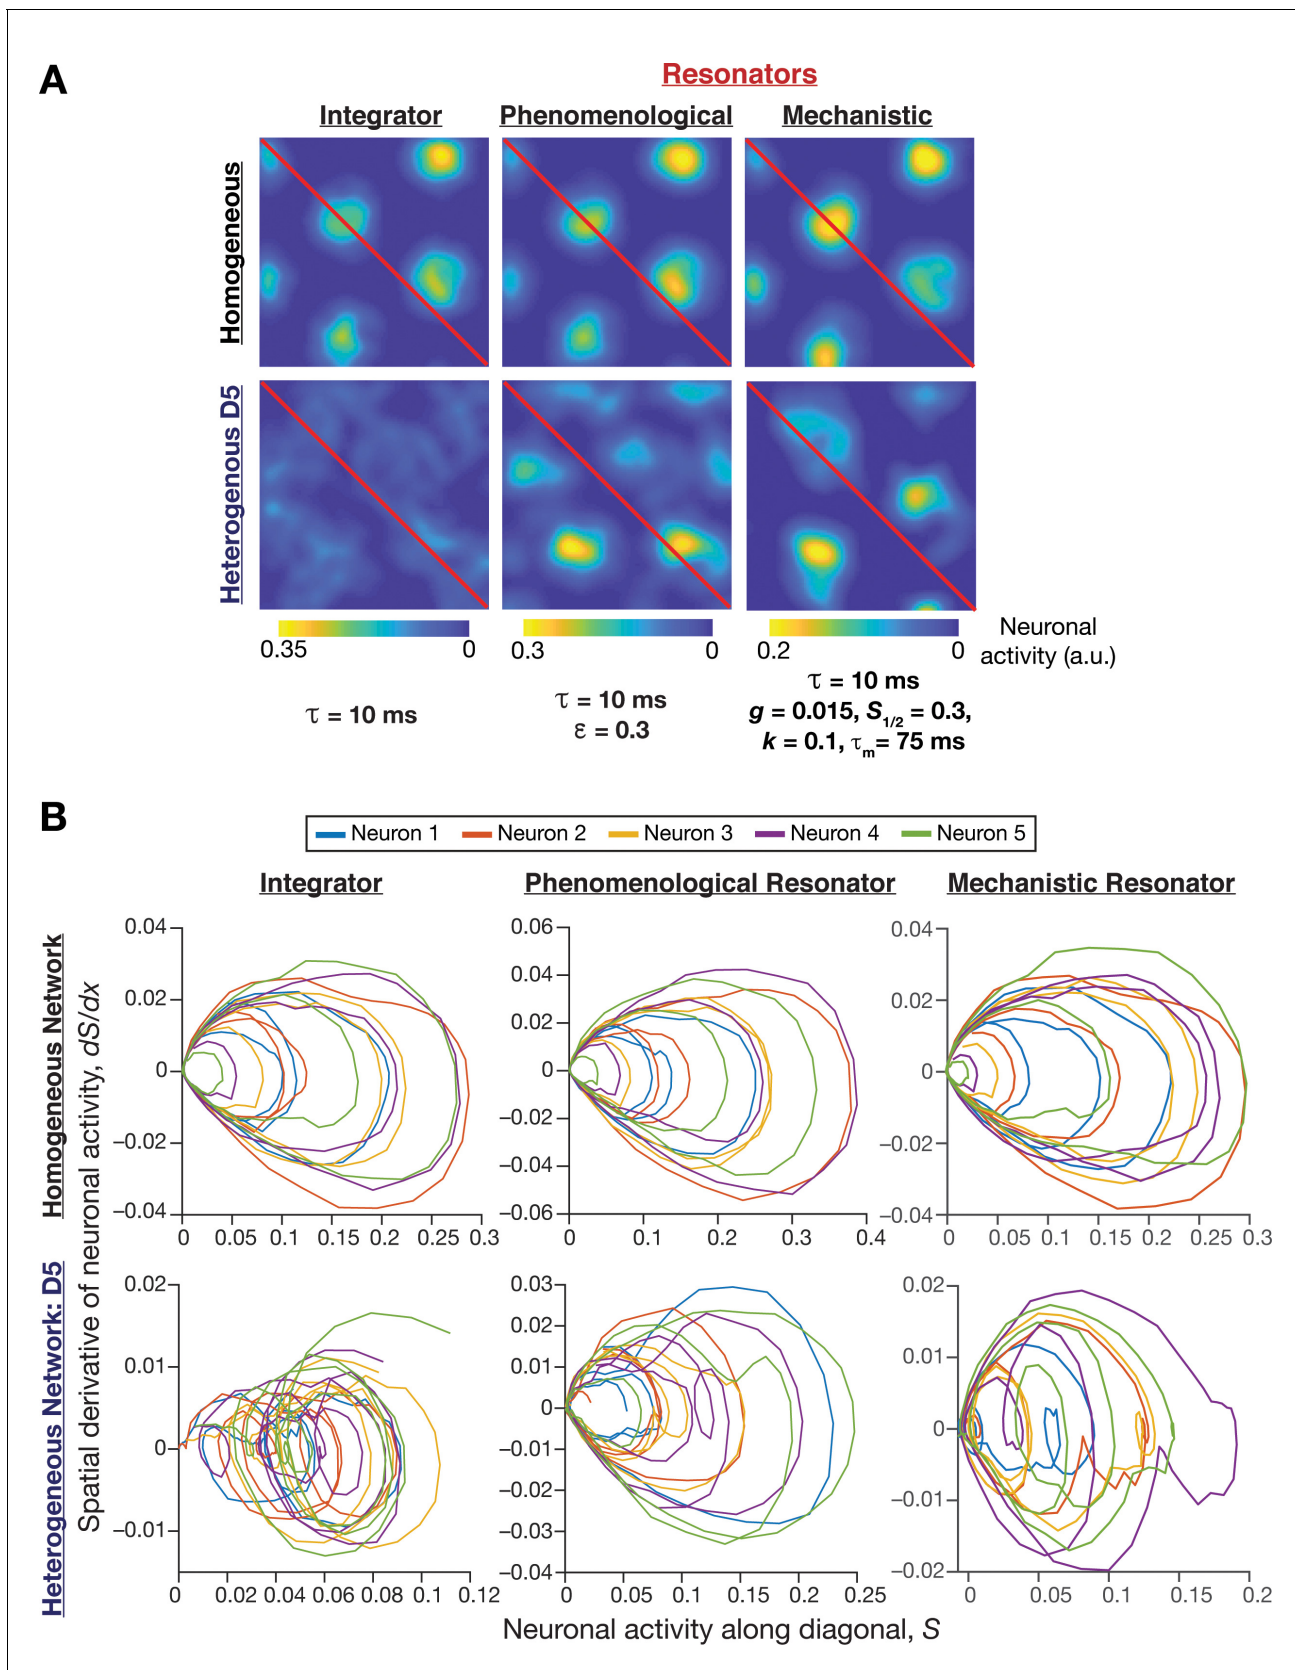 A
Resonators
Integrator Phenomenological Mechanistic
Homogeneous
Heterogenous D5
0.35 0 0.3 0 0.2 0
Neuronal
activity (a.u.)
τ = 10 ms
τ = 10 ms
ε = 0.3
τ = 10 ms
g = 0.015, S1/2 = 0.3,
k = 0.1, τm= 75 ms
B
Neuron 1 Neuron 2 Neuron 3 Neuron 4 Neuron 5
Integrator Phenomenological Resonator Mechanistic Resonator
Homogeneous Network
Heterogeneous Network: D5
Spatial derivative of neuronal activity, dS/dx
0.04
0.02
0
−0.02
−0.04
0 0.05 0.1 0.15 0.2 0.25 0.3
0.06
0.04
0.02
0
−0.02
−0.04
−0.06
0 0.1 0.2 0.3 0.4
0.04
0.02
0
−0.02
−0.04
0 0.05 0.1 0.15 0.2 0.25 0.3
0.02
0.01
0
−0.01
0 0.02 0.04 0.06 0.08 0.1 0.12
0.03
0.02
0.01
0
−0.01
−0.02
−0.03
−0.04
0 0.05 0.1 0.15 0.2 0.25
0.02
0.01
0
−0.01
−0.02
0 0.05 0.1 0.15 0.2
Neuronal activity along diagonal, S